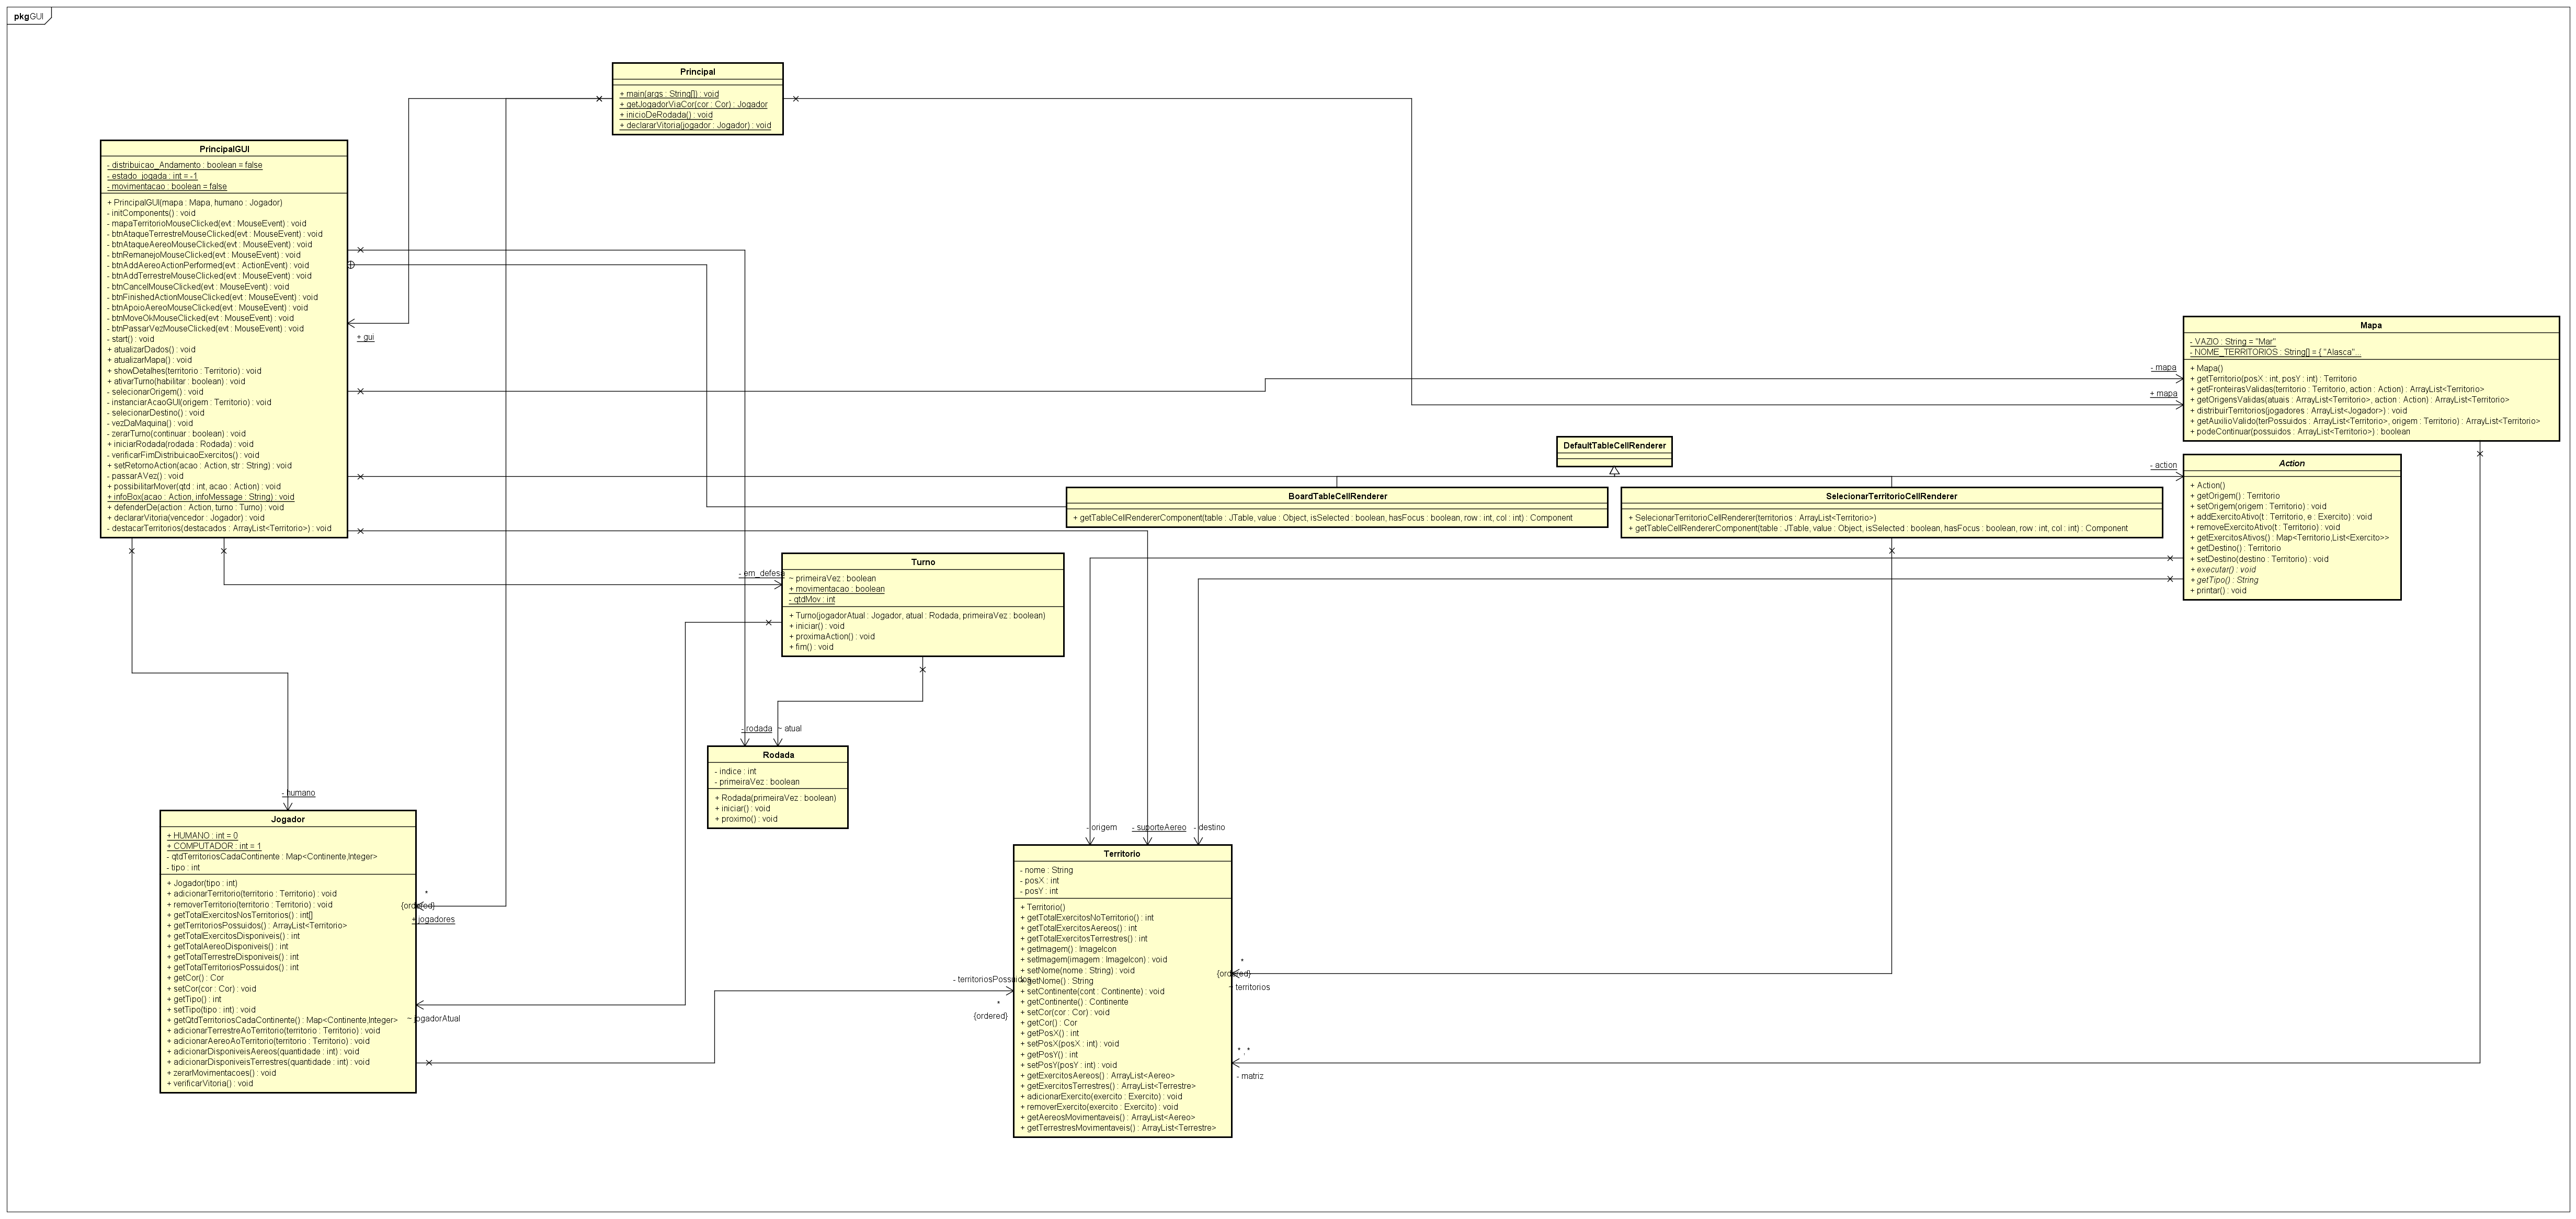 pkg GUI
Principal
+ main(args : String[]) : void
+ getJogadorViaCor(cor : Cor) : Jogador
+ inicioDeRodada() : void
+ declararVitoria(jogador : Jogador) : void
PrincipalGUI
- distribuicao_Andamento : boolean = false
- estado_jogada : int = -1
- movimentacao : boolean = false
+ PrincipalGUI(mapa : Mapa, humano : Jogador)
- initComponents() : void
- mapaTerritorioMouseClicked(evt : MouseEvent) : void
- btnAtaqueTerrestreMouseClicked(evt : MouseEvent) : void
- btnAtaqueAereoMouseClicked(evt : MouseEvent) : void
- btnRemanejoMouseClicked(evt : MouseEvent) : void
- btnAddAereoActionPerformed(evt : ActionEvent) : void
- btnAddTerrestreMouseClicked(evt : MouseEvent) : void
- btnCancelMouseClicked(evt : MouseEvent) : void
- btnFinishedActionMouseClicked(evt : MouseEvent) : void
- btnApoioAereoMouseClicked(evt : MouseEvent) : void
- btnMoveOkMouseClicked(evt : MouseEvent) : void
- btnPassarVezMouseClicked(evt : MouseEvent) : void
- start() : void
+ atualizarDados() : void
+ atualizarMapa() : void
+ showDetalhes(territorio : Territorio) : void
+ ativarTurno(habilitar : boolean) : void
- selecionarOrigem() : void
- instanciarAcaoGUI(origem : Territorio) : void
- selecionarDestino() : void
- vezDaMaquina() : void
- zerarTurno(continuar : boolean) : void
+ iniciarRodada(rodada : Rodada) : void
- verificarFimDistribuicaoExercitos() : void
+ setRetornoAction(acao : Action, str : String) : void
- passarAVez() : void
+ possibilitarMover(qtd : int, acao : Action) : void
+ infoBox(acao : Action, infoMessage : String) : void
+ defenderDe(action : Action, turno : Turno) : void
+ declararVitoria(vencedor : Jogador) : void
- destacarTerritorios(destacados : ArrayList<Territorio>) : void
+ gui
- mapa
+ mapa
Mapa
- VAZIO : String = "Mar"
- NOME_TERRITORIOS : String[] = { "Alasca"...
+ Mapa()
+ getTerritorio(posX : int, posY : int) : Territorio
+ getFronteirasValidas(territorio : Territorio, action : Action) : ArrayList<Territorio>
+ getOrigensValidas(atuais : ArrayList<Territorio>, action : Action) : ArrayList<Territorio>
+ distribuirTerritorios(jogadores : ArrayList<Jogador>) : void
+ getAuxilioValido(terPossuidos : ArrayList<Territorio>, origem : Territorio) : ArrayList<Territorio>
+ podeContinuar(possuidos : ArrayList<Territorio>) : boolean
DefaultTableCellRenderer
- action
Action
+ Action()
+ getOrigem() : Territorio
+ setOrigem(origem : Territorio) : void
+ addExercitoAtivo(t : Territorio, e : Exercito) : void
+ removeExercitoAtivo(t : Territorio) : void
+ getExercitosAtivos() : Map<Territorio,List<Exercito>>
+ getDestino() : Territorio
+ setDestino(destino : Territorio) : void
+ executar() : void
+ getTipo() : String
+ printar() : void
BoardTableCellRenderer
+ getTableCellRendererComponent(table : JTable, value : Object, isSelected : boolean, hasFocus : boolean, row : int, col : int) : Component
SelecionarTerritorioCellRenderer
+ SelecionarTerritorioCellRenderer(territorios : ArrayList<Territorio>)
+ getTableCellRendererComponent(table : JTable, value : Object, isSelected : boolean, hasFocus : boolean, row : int, col : int) : Component
- em_defesa
Turno
~ primeiraVez : boolean
+ movimentacao : boolean
- qtdMov : int
+ Turno(jogadorAtual : Jogador, atual : Rodada, primeiraVez : boolean)
+ iniciar() : void
+ proximaAction() : void
+ fim() : void
- rodada
~ atual
Rodada
- indice : int
- primeiraVez : boolean
+ Rodada(primeiraVez : boolean)
+ iniciar() : void
+ proximo() : void
- humano
Jogador
+ HUMANO : int = 0
+ COMPUTADOR : int = 1
- qtdTerritoriosCadaContinente : Map<Continente,Integer>
- tipo : int
+ Jogador(tipo : int)
+ adicionarTerritorio(territorio : Territorio) : void
+ removerTerritorio(territorio : Territorio) : void
+ getTotalExercitosNosTerritorios() : int[]
+ getTerritoriosPossuidos() : ArrayList<Territorio>
+ getTotalExercitosDisponiveis() : int
+ getTotalAereoDisponiveis() : int
+ getTotalTerrestreDisponiveis() : int
+ getTotalTerritoriosPossuidos() : int
+ getCor() : Cor
+ setCor(cor : Cor) : void
+ getTipo() : int
+ setTipo(tipo : int) : void
+ getQtdTerritoriosCadaContinente() : Map<Continente,Integer>
+ adicionarTerrestreAoTerritorio(territorio : Territorio) : void
+ adicionarAereoAoTerritorio(territorio : Territorio) : void
+ adicionarDisponiveisAereos(quantidade : int) : void
+ adicionarDisponiveisTerrestres(quantidade : int) : void
+ zerarMovimentacoes() : void
+ verificarVitoria() : void
*
{ordered}
+ jogadores
~ jogadorAtual
- territoriosPossuidos
*
{ordered}
- origem
- suporteAereo
- destino
Territorio
- nome : String
- posX : int
- posY : int
+ Territorio()
+ getTotalExercitosNoTerritorio() : int
+ getTotalExercitosAereos() : int
+ getTotalExercitosTerrestres() : int
+ getImagem() : ImageIcon
+ setImagem(imagem : ImageIcon) : void
+ setNome(nome : String) : void
+ getNome() : String
+ setContinente(cont : Continente) : void
+ getContinente() : Continente
+ setCor(cor : Cor) : void
+ getCor() : Cor
+ getPosX() : int
+ setPosX(posX : int) : void
+ getPosY() : int
+ setPosY(posY : int) : void
+ getExercitosAereos() : ArrayList<Aereo>
+ getExercitosTerrestres() : ArrayList<Terrestre>
+ adicionarExercito(exercito : Exercito) : void
+ removerExercito(exercito : Exercito) : void
+ getAereosMovimentaveis() : ArrayList<Aereo>
+ getTerrestresMovimentaveis() : ArrayList<Terrestre>
*
{ordered}
~ territorios
* . *
- matriz